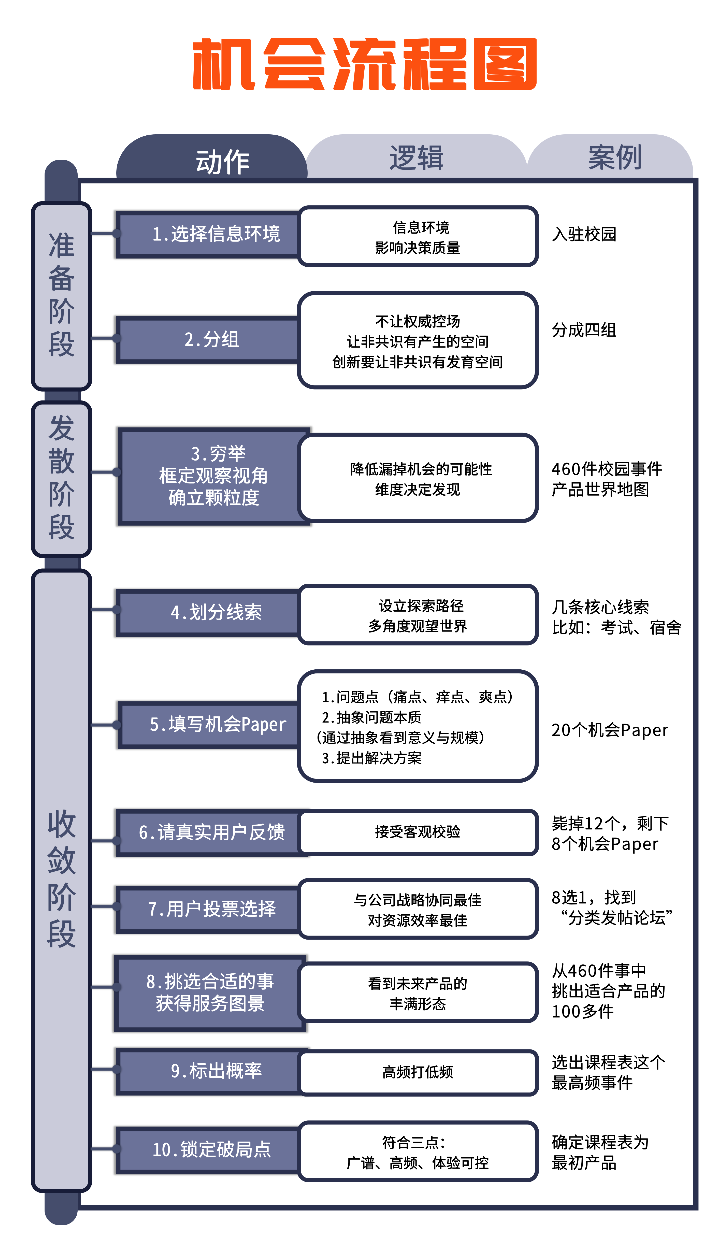 机会流程图
动作
逻辑
案例
准备阶段
1.选择信息环境
信息环境
影响决策质量
入驻校园
2.分组
不让权威控场
让非共识有产生的空间
创新要让非共识有发育空间
分成四组
发散阶段
3.穷举
框定观察视角
确立颗粒度
降低漏掉机会的可能性
维度决定发现
460件校园事件
产品世界地图
收敛阶段
4.划分线索
设立探索路径
多角度观望世界
几条核心线索
比如：考试、宿舍
5.填写机会Paper
1.问题点（痛点、痒点、爽点）
2.抽象问题本质
（通过抽象看到意义与规模）
3.提出解决方案
20个机会Paper
6.请真实用户反馈
接受客观校验
毙掉12个，剩下
8个机会Paper
7.用户投票选择
与公司战略协同最佳
对资源效率最佳
8选1，找到
“分类发帖论坛”
8.挑选合适的事
获得服务图景
看到未来产品的
丰满形态
从460件事中
挑出适合产品的
100多件
9.标出概率
高频打低频
选出课程表这个
最高频事件
10.锁定破局点
符合三点：
广谱、高频、体验可控
确定课程表为
最初产品